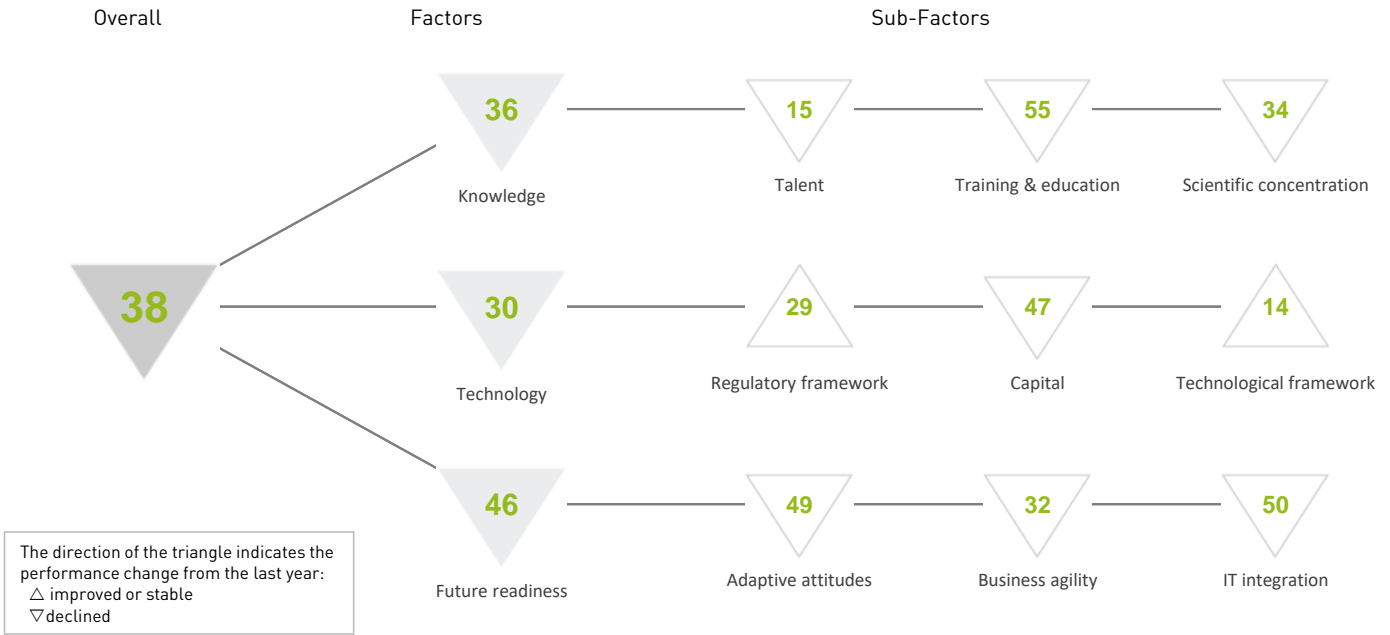 Overall Factors Sub-Factors
36 15 55 34
Knowledge Talent Training & education Scientific concentration
38 30 29 47 14
Technology Regulatory framework Capital Technological framework
46 49 32 50
Future readiness Adaptive attitudes Business agility IT integration
The direction of the triangle indicates the
performance change from the last year:
△ improved or stable
▽ declined